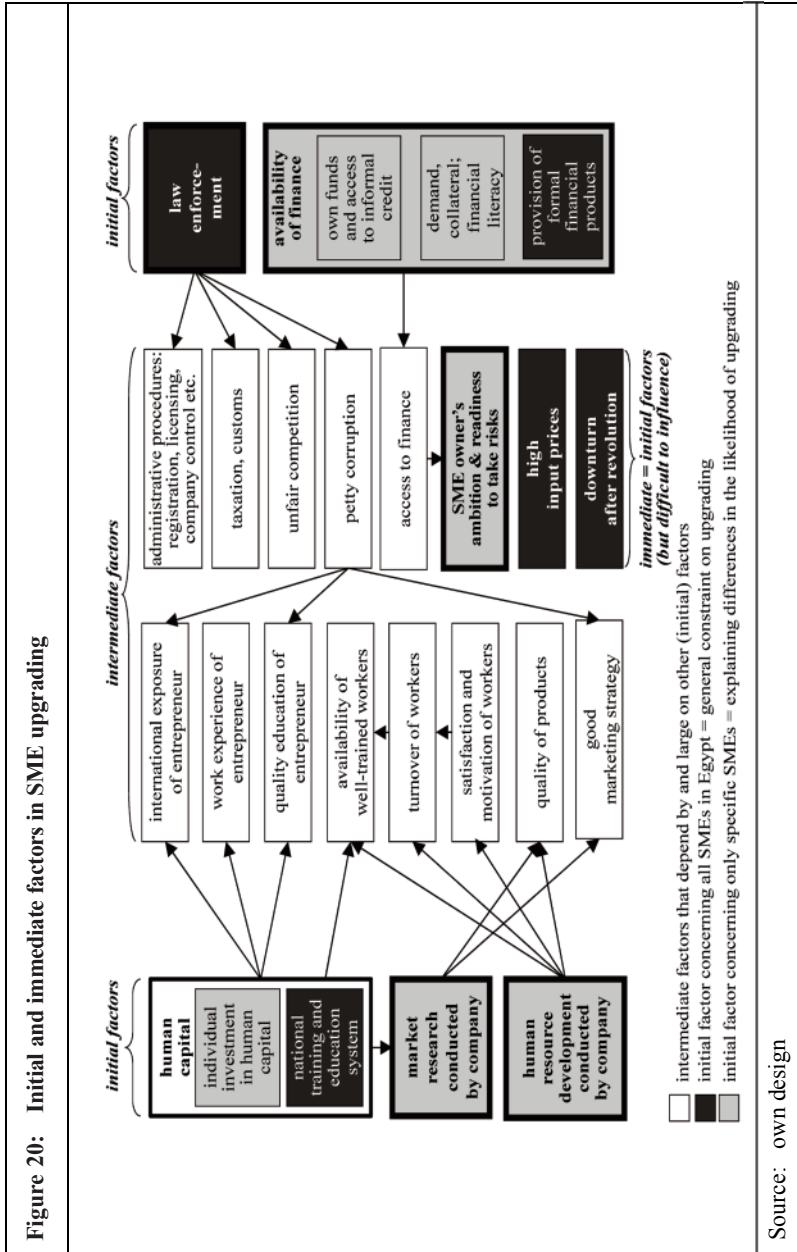 Figure 20: Initial and immediate factors in SME upgrading
initial factors
human
capital
individual
investment
in human
capital
national
training and
education
system
market
research
conducted
by company
human
resource
development
conducted
by company
intermediate factors
international exposure
of entrepreneur
work experience of
entrepreneur
quality education of
entrepreneur
availability of
well-trained workers
turnover of workers
satisfaction and
motivation of workers
quality of products
good
marketing strategy
administrative procedures:
registration, licensing,
company control etc.
taxation, customs
unfair competition
petty corruption
access to finance
SME owner's
ambition & readiness
to take risks
high
input prices
downturn
after revolution
immediate = initial factors
(but difficult to influence)
initial factors
law
enforce-
ment
availability
of finance
own funds
and access
to informal
credit
demand,
collateral;
financial
literacy
provision of
formal
financial
products
intermediate factors that depend by and large on other (initial) factors
initial factor concerning all SMEs in Egypt = general constraint on upgrading
initial factor concerning only specific SMEs = explaining differences in the likelihood of upgrading
Source: own design